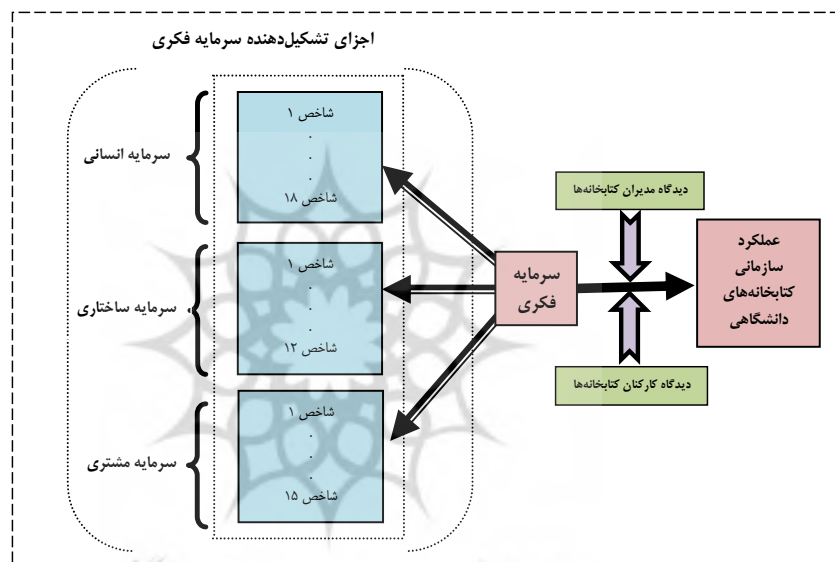 اجزای تشکیل‌دهنده سرمایه فکری
شاخص ۱
.
.
.
شاخص ۱۸
سرمایه انسانی
شاخص ۱
.
.
.
شاخص ۱۲
سرمایه ساختاری
شاخص ۱
.
.
.
شاخص ۱۵
سرمایه مشتری
سرمایه
فکری
دیدگاه مدیران کتابخانه‌ها
دیدگاه کارکنان کتابخانه‌ها
عملکرد
سازمانی
کتابخانه‌های
دانشگاهی